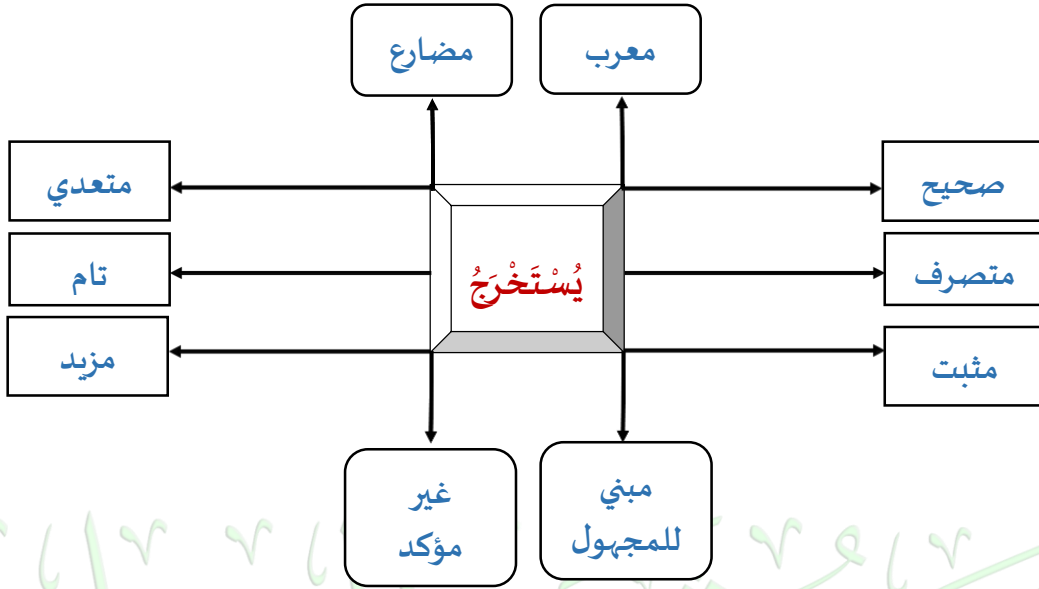 معرب
مضارع
صحيح
متعدي
يُسْتَخْرَجُ
متصرف
تام
مثبت
مزيد
مبني
للمجهول
غير
مؤكد